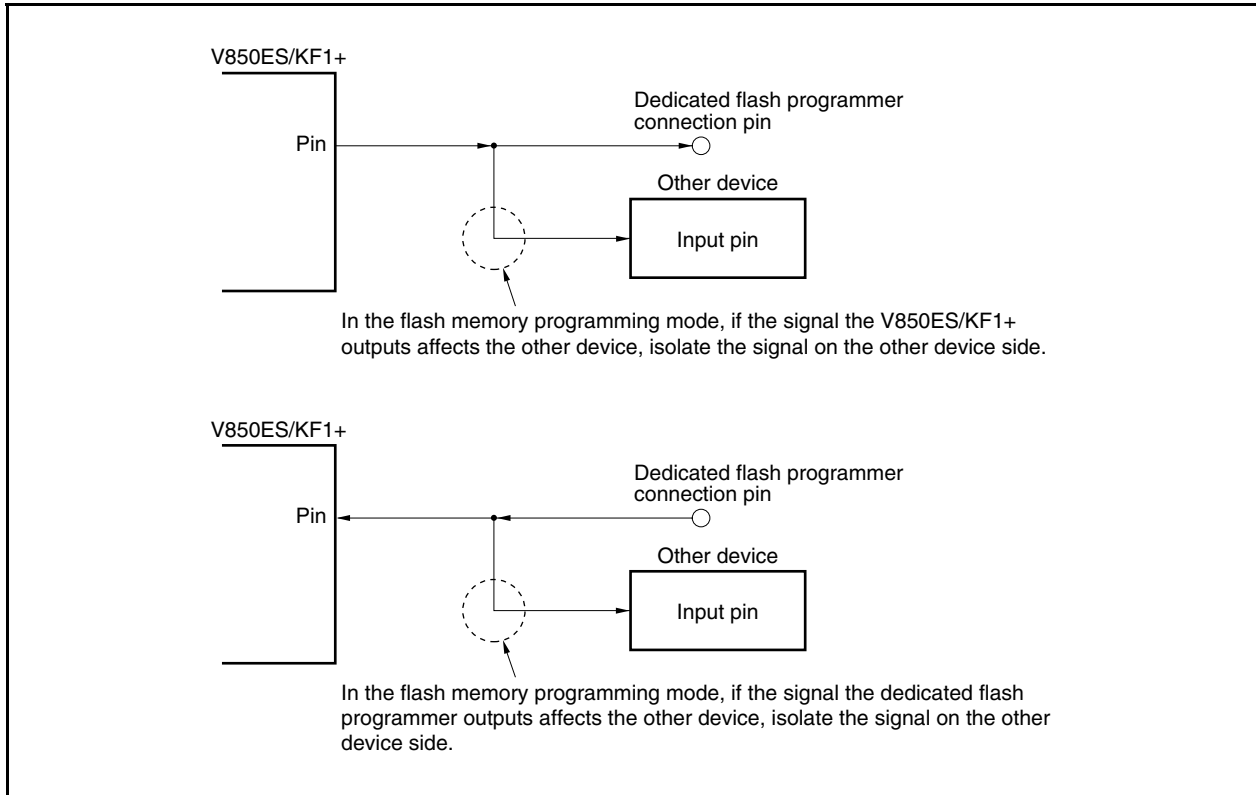 V850ES/KF1+
Dedicated flash programmer
connection pin
Pin
Other device
Input pin
In the flash memory programming mode, if the signal the V850ES/KF1+
outputs affects the other device, isolate the signal on the other device side.
V850ES/KF1+
Dedicated flash programmer
connection pin
Pin
Other device
Input pin
In the flash memory programming mode, if the signal the dedicated flash
programmer outputs affects the other device, isolate the signal on the other
device side.